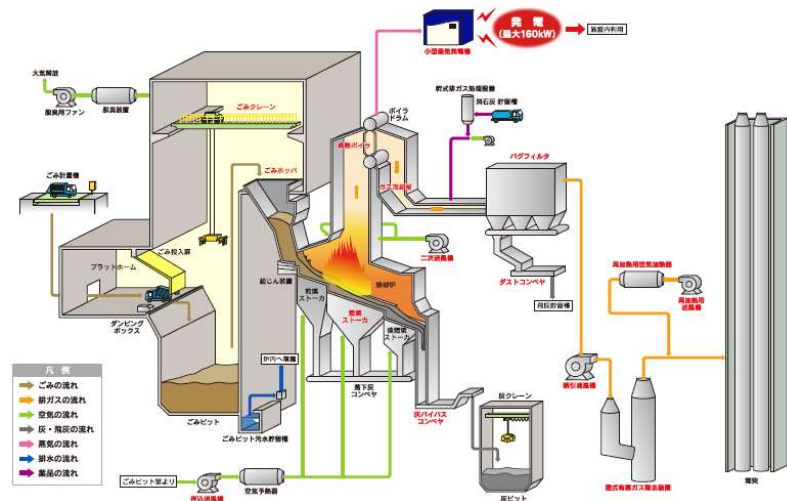 発 電
(最大160kW)
施設内利用
小型蒸気発電機
大気解放
脱臭用ファン
脱臭装置
ごみクレーン
ボイラ
ドラム
乾式排ガス処理設備
消石灰 貯留槽
廃熱ボイラ
ガス冷却塔
バグフィルタ
ごみホッパ
ごみ計量機
ごみ投入扉
プラットホーム
ダンピング
ボックス
給じん装置
焼却炉
二次送風機
乾燥
ストーカ
燃焼
ストーカ
後燃焼
ストーカ
ダストコンベヤ
飛灰貯留槽
再加熱用空気加熱器
再加熱用
送風機
誘引通風機
炉内へ噴霧
落下灰
コンベヤ
灰バイパス
コンベヤ
灰クレーン
ごみピット
ごみピット汚水貯留槽
灰ピット
湿式有害ガス除去装置
煙突
ごみピット室より
押込送風機
空気予熱器
凡 例
ごみの流れ
排ガスの流れ
空気の流れ
灰・飛灰の流れ
蒸気の流れ
排水の流れ
薬品の流れ